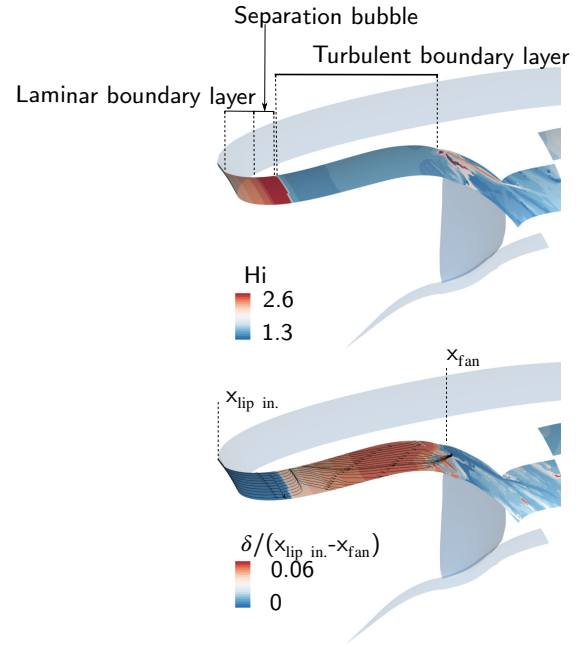 Separation bubble
Turbulent boundary layer
Laminar boundary layer
Hi
2.6
1.3
x_fan
x_lip in.
δ/(x_lip in.-x_fan)
0.06
0